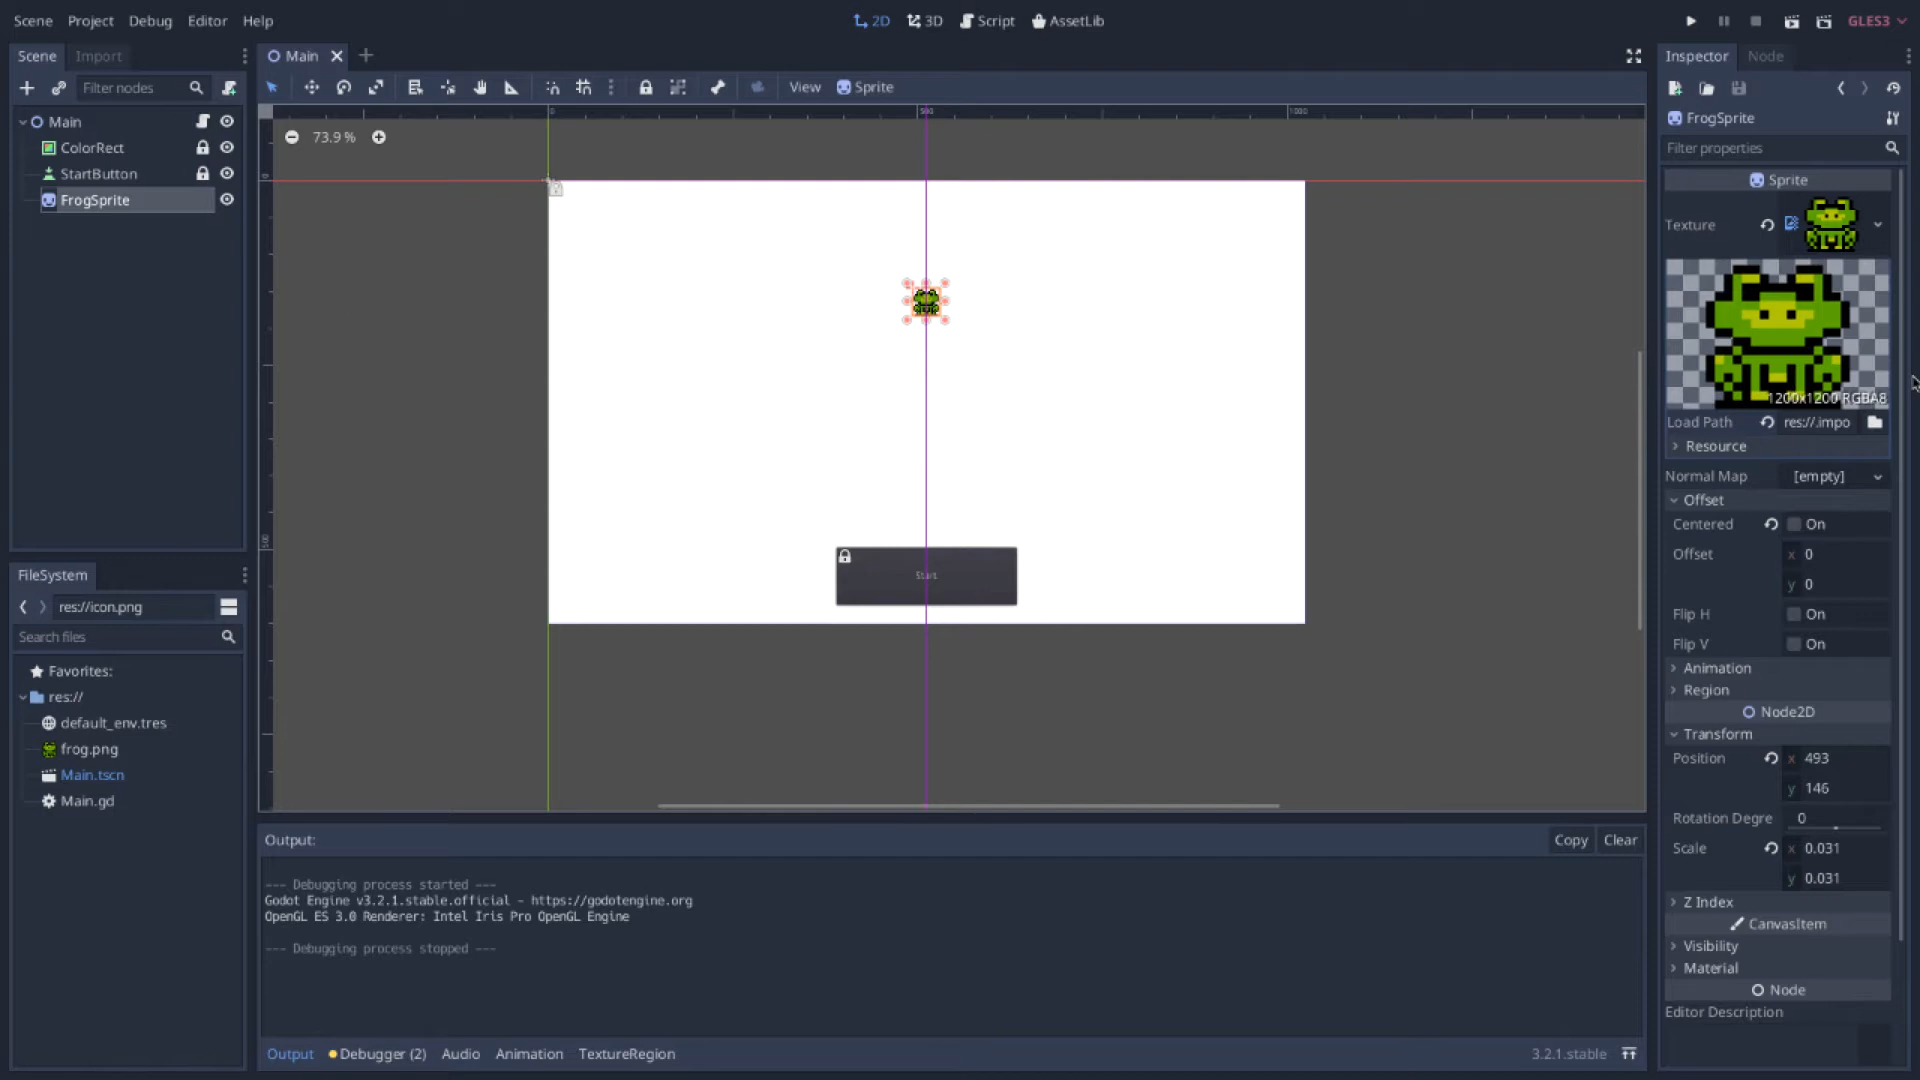 Scene Project Debug Editor Help
2D 3D Script AssetLib
GLES3
Scene Import
Filter nodes
Main
ColorRect
StartButton
FrogSprite
FileSystem
res://icon.png
Search files
Favorites:
res://
default_env.tres
frog.png
Main.tscn
Main.gd
Main
View Sprite
0 500 1000
73.9 %
0
500
Start
Output:
Copy Clear
--- Debugging process started ---
Godot Engine v3.2.1.stable.official - https://godotengine.org
OpenGL ES 3.0 Renderer: Intel Iris Pro OpenGL Engine
--- Debugging process stopped ---
Output Debugger (2) Audio Animation TextureRegion
3.2.1.stable
Inspector Node
FrogSprite
Filter properties
Sprite
Texture
1200x1200 RGBA8
Load Path res://.impo
Resource
Normal Map [empty]
Offset
Centered On
Offset x 0
y 0
Flip H On
Flip V On
Animation
Region
Node2D
Transform
Position x 493
y 146
Rotation Degre 0
Scale x 0.031
y 0.031
Z Index
CanvasItem
Visibility
Material
Node
Editor Description